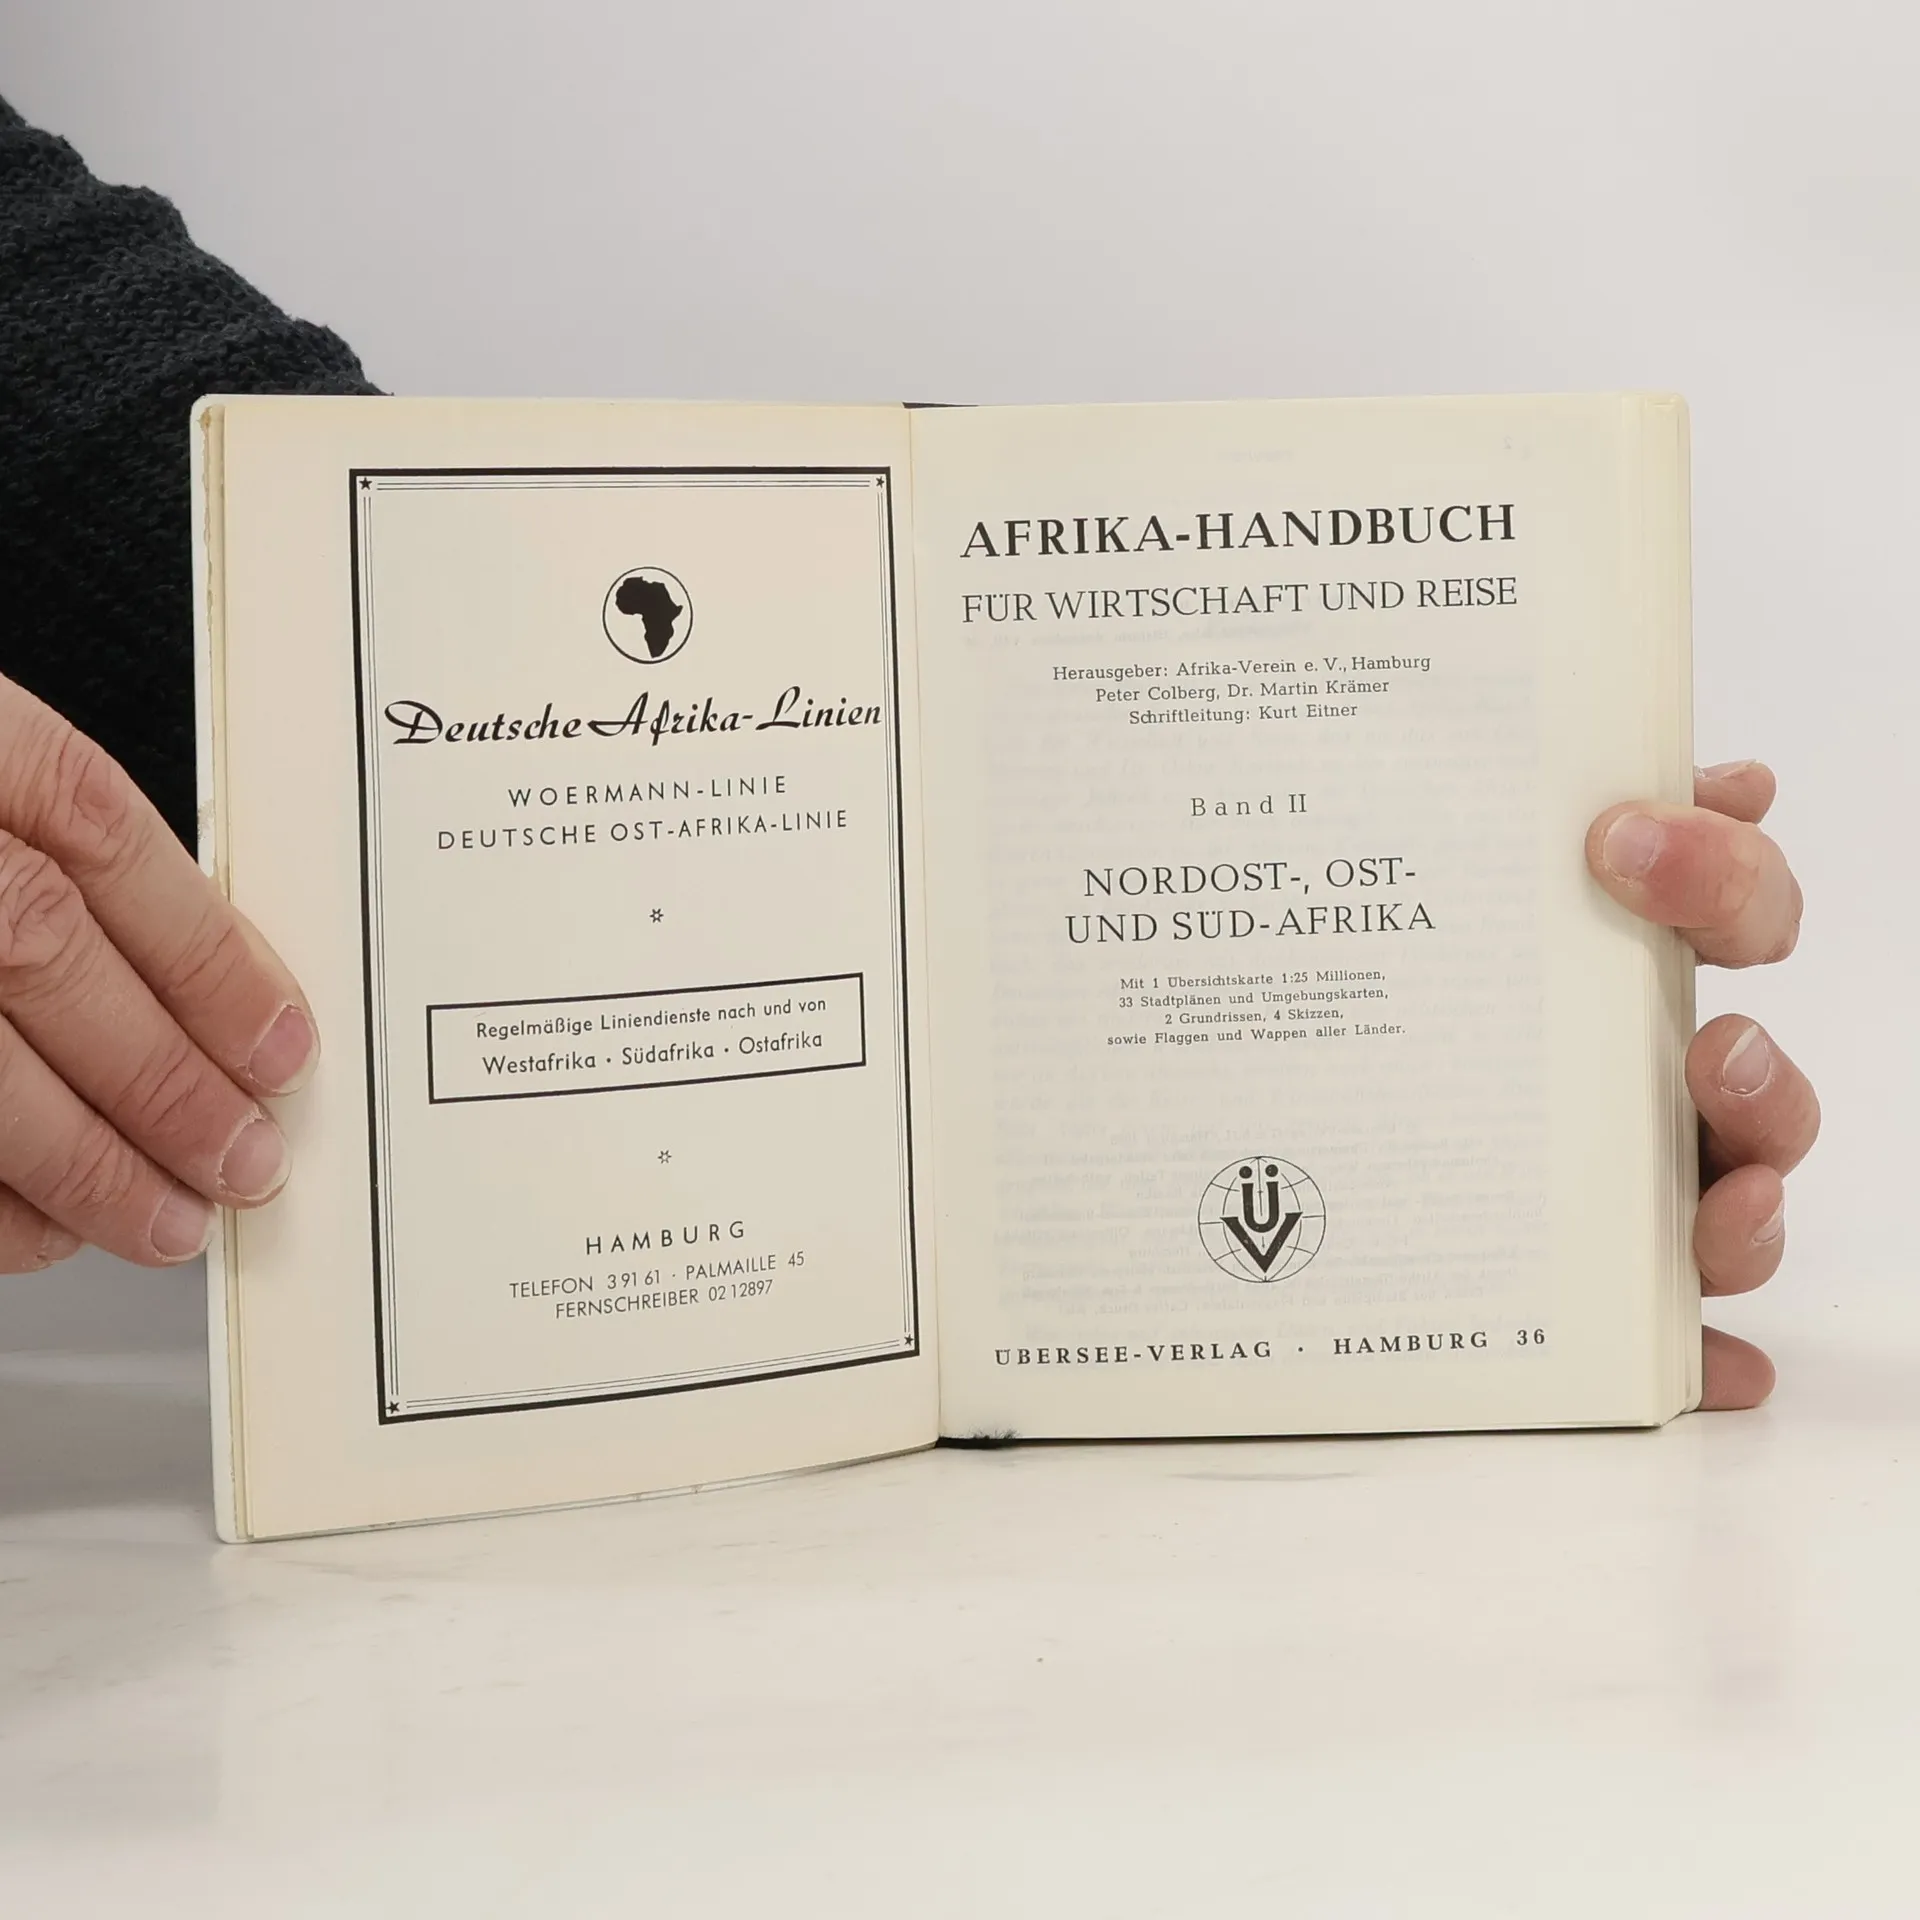 Deutsche Afrika-Linien
WOERMANN-LINIE
DEUTSCHE OST-AFRIKA-LINIE
Regelmäßige Liniendienste nach und von
Westafrika · Südafrika · Ostafrika
HAMBURG
TELEFON 3 91 61 · PALMAILLE 45
FERNSCHREIBER 02 12897
AFRIKA-HANDBUCH
FÜR WIRTSCHAFT UND REISE
Herausgeber: Afrika-Verein e. V., Hamburg
Peter Colberg, Dr. Martin Krämer
Schriftleitung: Kurt Eitner
Band II
NORDOST-, OST-
UND SÜD-AFRIKA
Mit 1 Übersichtskarte 1:25 Millionen,
33 Stadtplänen und Umgebungskarten,
2 Grundrissen, 4 Skizzen,
sowie Flaggen und Wappen aller Länder.
ÜV
ÜBERSEE-VERLAG · HAMBURG 36